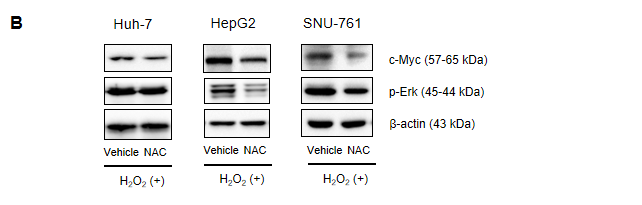 B
Huh-7 HepG2 SNU-761
c-Myc (57-65 kDa)
p-Erk (45-44 kDa)
β-actin (43 kDa)
Vehicle NAC Vehicle NAC Vehicle NAC
H₂O₂ (+) H₂O₂ (+) H₂O₂ (+)